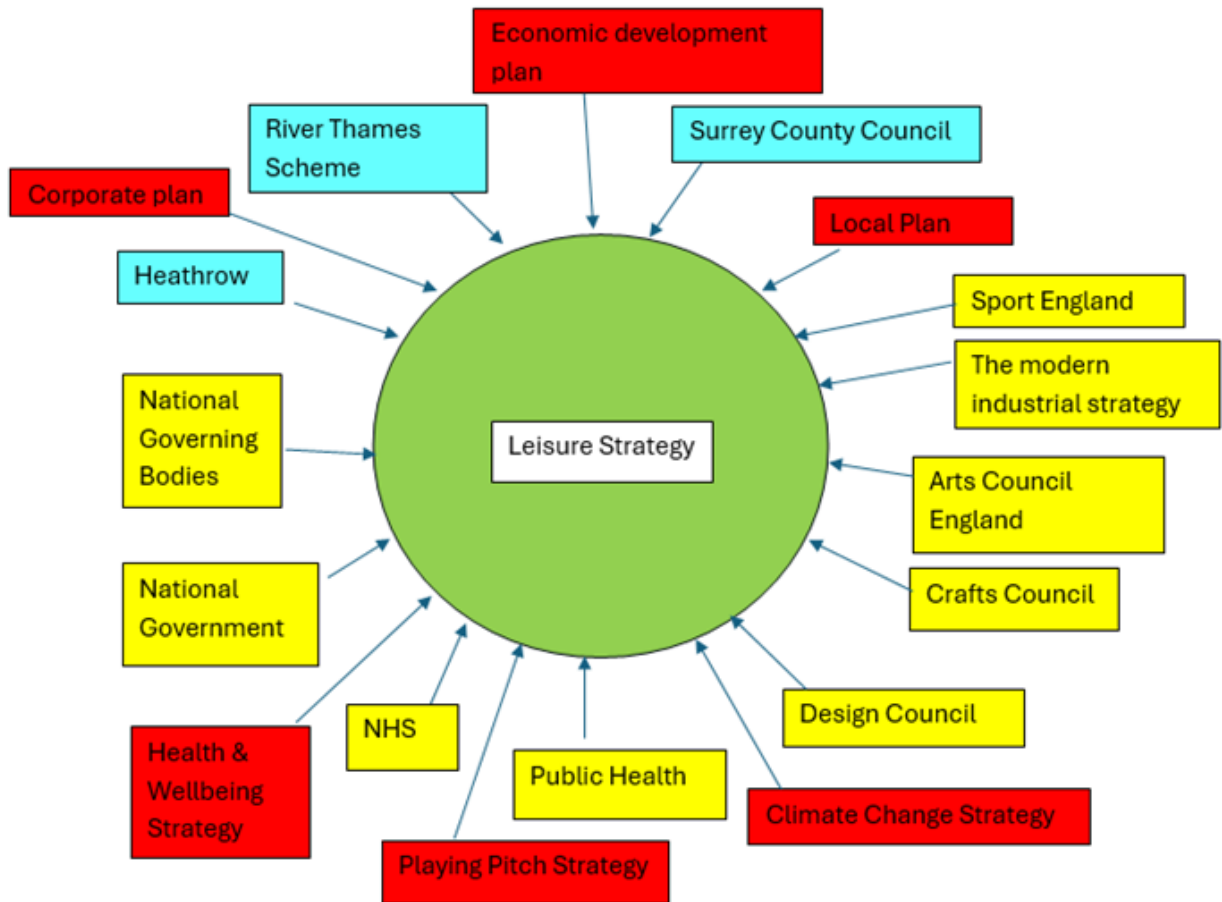 Economic development
plan
River Thames
Scheme
Surrey County Council
Corporate plan
Local Plan
Heathrow
Sport England
The modern
industrial strategy
National
Governing
Bodies
Leisure Strategy
Arts Council
England
National
Government
Crafts Council
Design Council
NHS
Health &
Wellbeing
Strategy
Public Health
Climate Change Strategy
Playing Pitch Strategy